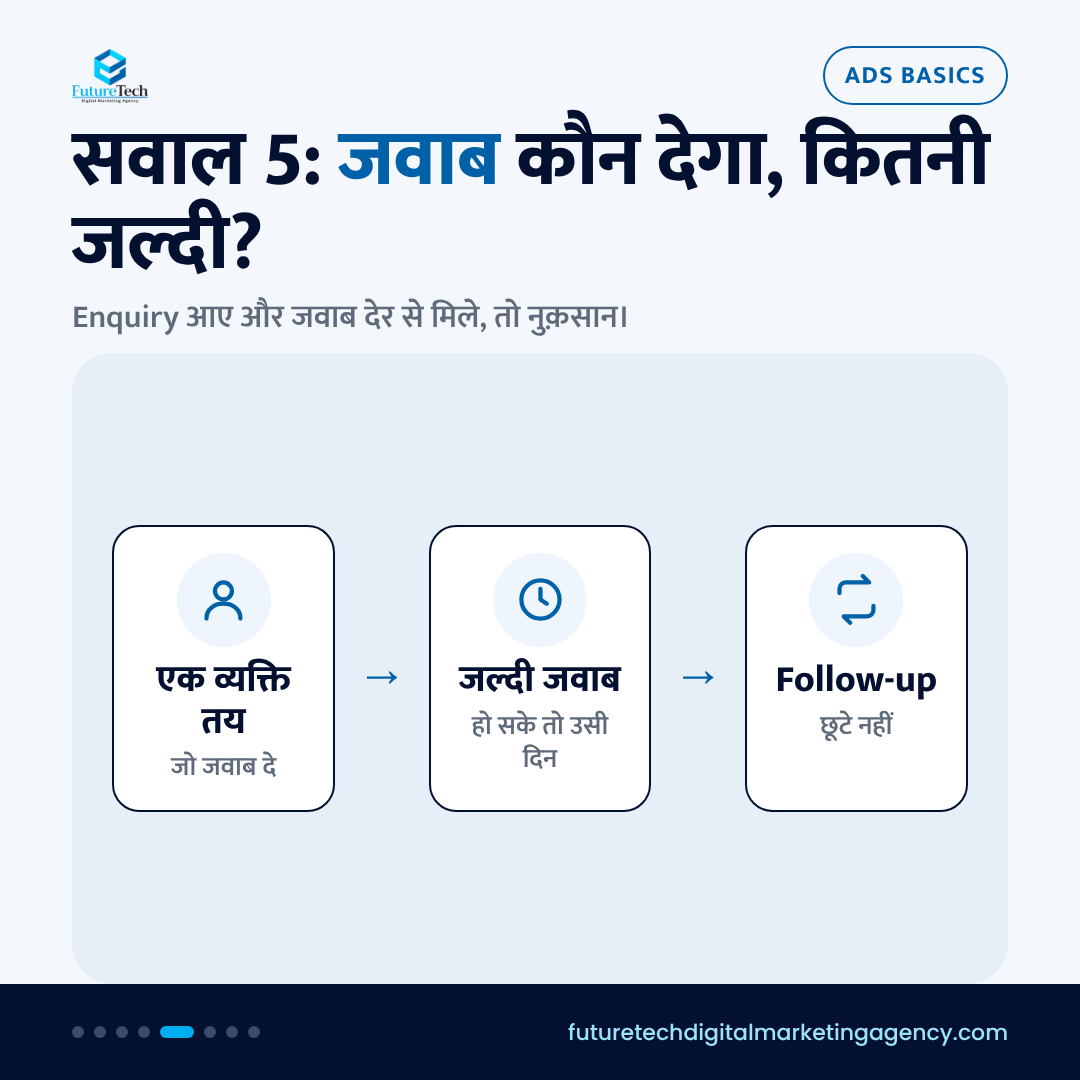 FutureTech
Digital Marketing Agency
ADS BASICS
सवाल 5: जवाब कौन देगा, कितनी
जल्दी?
Enquiry आए और जवाब देर से मिले, तो नुक़सान।
एक व्यक्ति
तय
जो जवाब दे
→
जल्दी जवाब
हो सके तो उसी
दिन
→
Follow-up
छूटे नहीं
futuretechdigitalmarketingagency.com